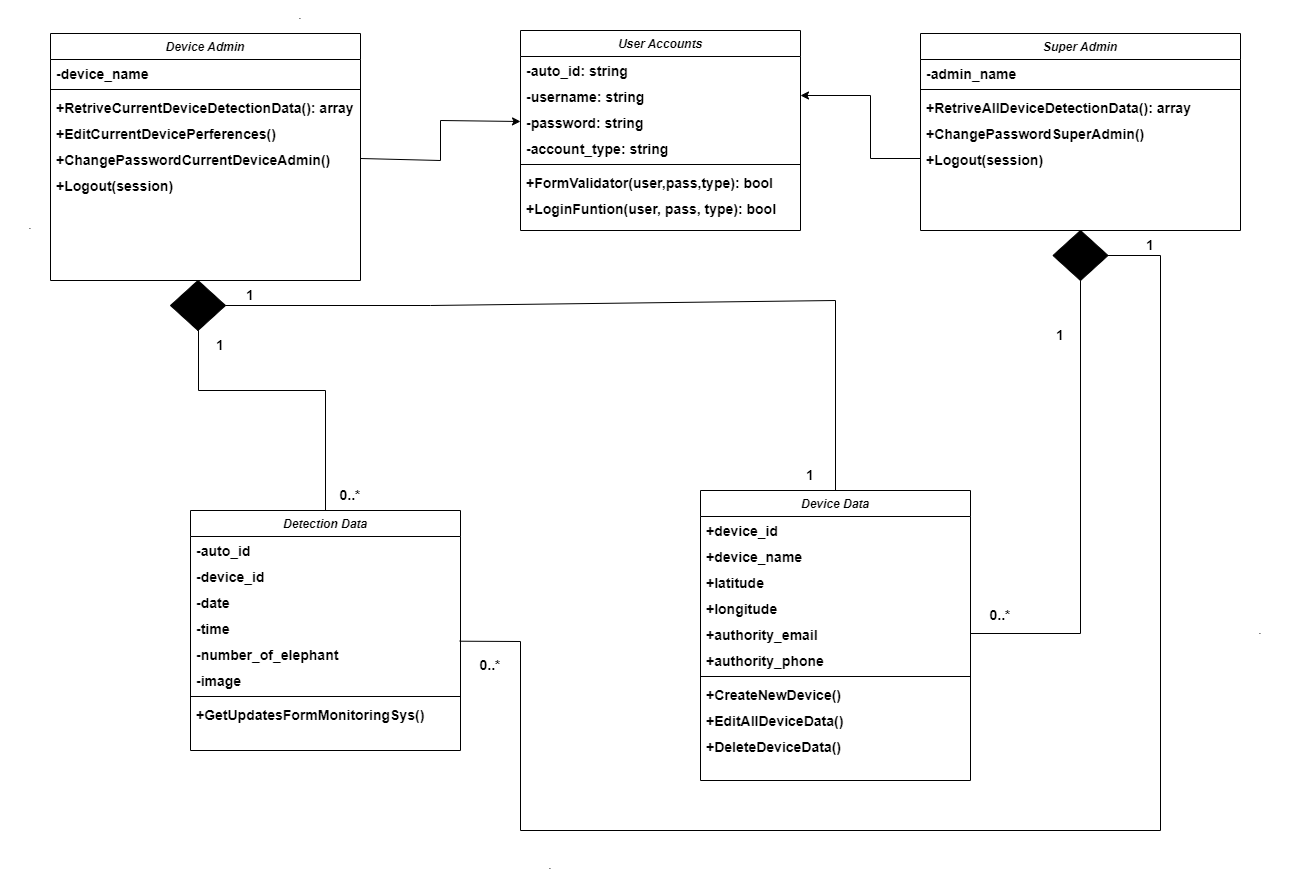 Device Admin
-device_name
+RetriveCurrentDeviceDetectionData(): array
+EditCurrentDevicePerferences()
+ChangePasswordCurrentDeviceAdmin()
+Logout(session)
User Accounts
-auto_id: string
-username: string
-password: string
-account_type: string
+FormValidator(user,pass,type): bool
+LoginFuntion(user, pass, type): bool
Super Admin
-admin_name
+RetriveAllDeviceDetectionData(): array
+ChangePasswordSuperAdmin()
+Logout(session)
1
1
1
1
0..*
1
Detection Data
-auto_id
-device_id
-date
-time
-number_of_elephant
-image
+GetUpdatesFormMonitoringSys()
0..*
Device Data
+device_id
+device_name
+latitude
+longitude
+authority_email
+authority_phone
+CreateNewDevice()
+EditAllDeviceData()
+DeleteDeviceData()
0..*